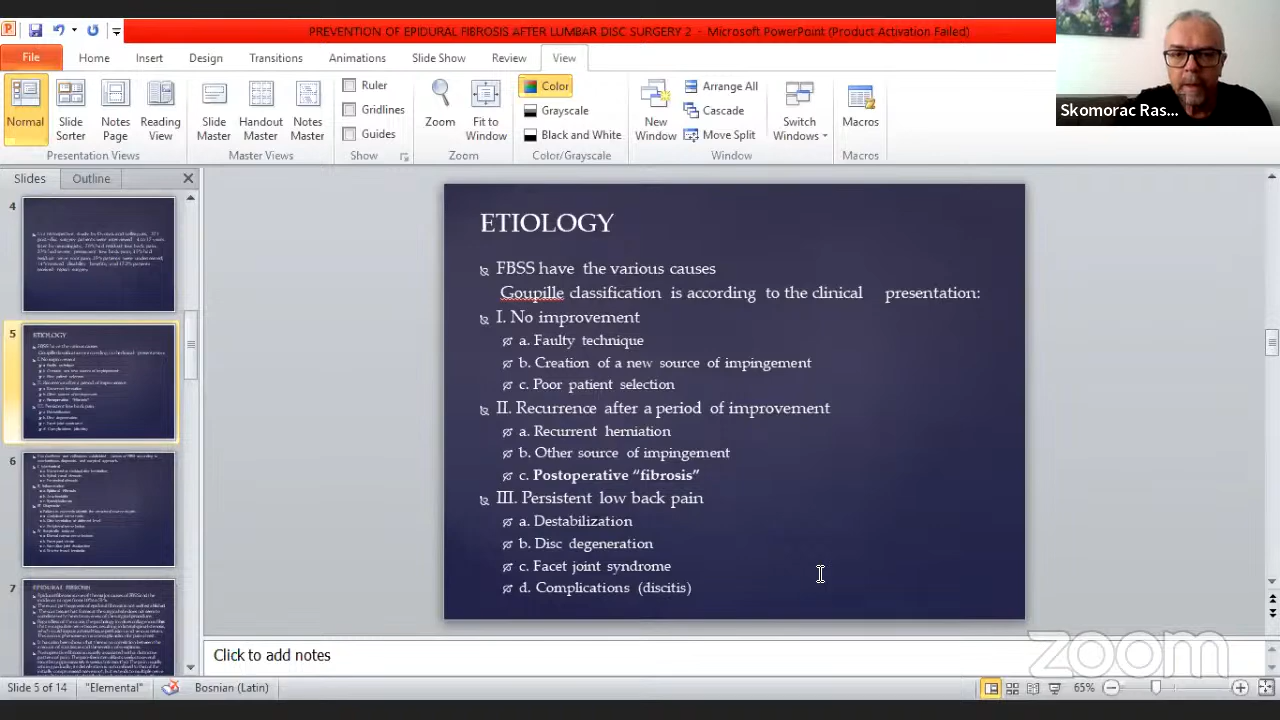 PREVENTION OF EPIDURAL FIBROSIS AFTER LUMBAR DISC SURGERY 2 - Microsoft PowerPoint (Product Activation Failed)
File Home Insert Design Transitions Animations Slide Show Review View
Normal Slide Sorter Notes Page Reading View
Presentation Views
Slide Master Handout Master Notes Master
Master Views
Ruler
Gridlines
Guides
Show
Zoom Fit to Window
Zoom
Color
Grayscale
Black and White
Color/Grayscale
New Window
Arrange All
Cascade
Move Split
Switch Windows
Window
Macros
Macros
Skomorac Ras...
Slides Outline
4
5
ETIOLOGY
6
7
EPIDURAL FIBROSIS
ETIOLOGY
FBSS have the various causes
Goupille classification is according to the clinical presentation:
I. No improvement
a. Faulty technique
b. Creation of a new source of impingement
c. Poor patient selection
II. Recurrence after a period of improvement
a. Recurrent herniation
b. Other source of impingement
c. Postoperative “fibrosis”
III. Persistent low back pain
a. Destabilization
b. Disc degeneration
c. Facet joint syndrome
d. Complications (discitis)
Click to add notes
zoom
Slide 5 of 14 "Elemental" Bosnian (Latin) 65%